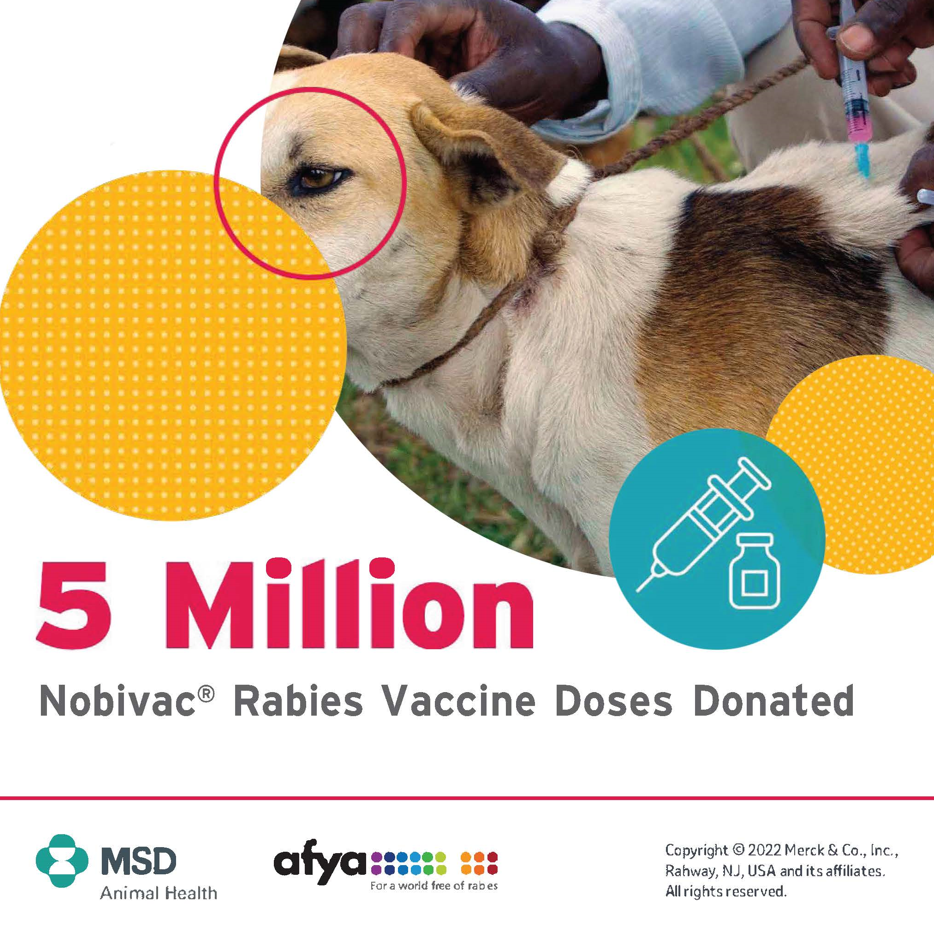 5 Million
Nobivac® Rabies Vaccine Doses Donated
MSD
Animal Health
afya
For a world free of rabies
Copyright © 2022 Merck & Co., Inc.,
Rahway, NJ, USA and its affiliates.
All rights reserved.